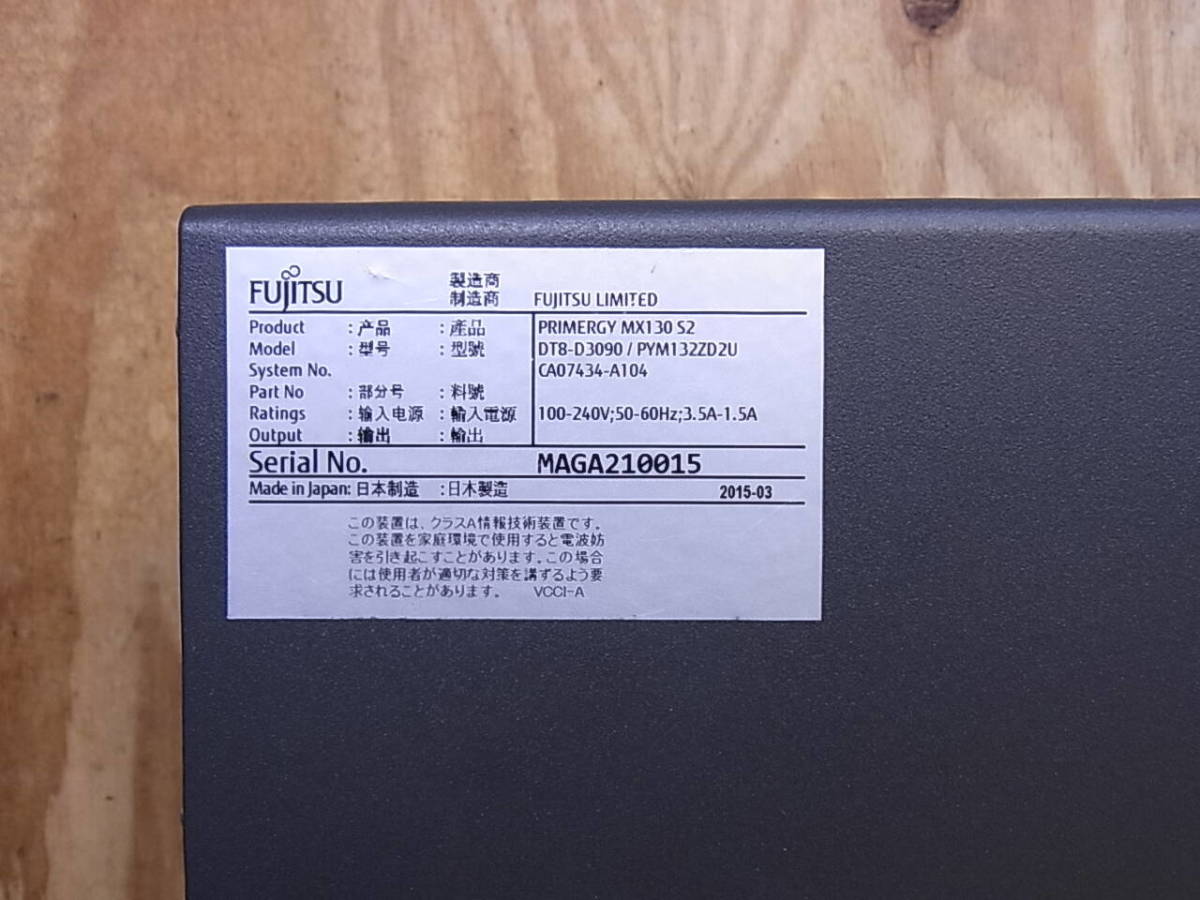 FUJITSU 製造商
制造商 FUJITSU LIMITED
Product :产品 :產品 PRIMERGY MX130 S2
Model :型号 :型號 DT8-D3090 / PYM132ZD2U
System No. CA07434-A104
Part No :部分号 :料號
Ratings :输入电源 :輸入電源 100-240V;50-60Hz;3.5A-1.5A
Output :输出 :輸出
Serial No. MAGA210015
Made in Japan: 日本制造 :日本製造 2015-03
この装置は、クラスA情報技術装置です。
この装置を家庭環境で使用すると電波妨
害を引き起こすことがあります。この場合
には使用者が適切な対策を講ずるよう要
求されることがあります。 VCCI-A